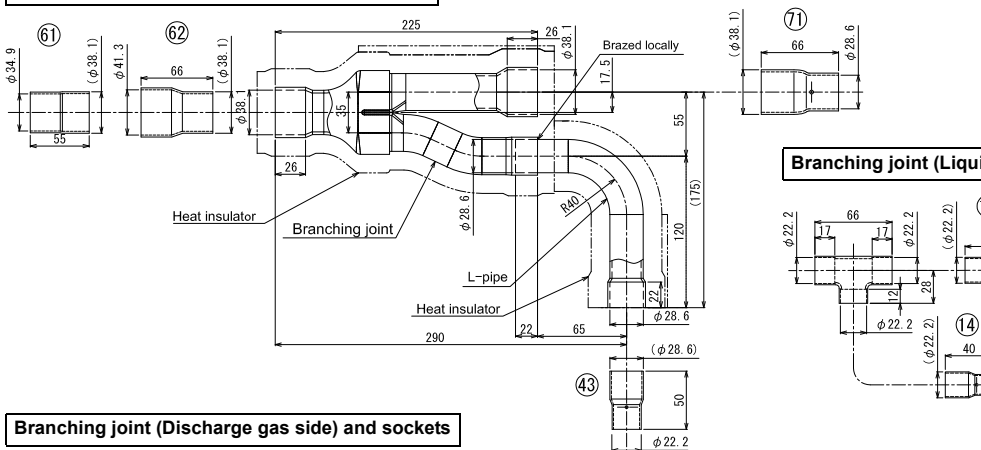 61
62
71
φ34.9
(φ38.1)
55
φ41.3
66
(φ38.1)
225
26
φ38.1
17.5
Brazed locally
φ38.1
35
26
55
(175)
120
(φ38.1)
66
φ28.6
Heat insulator
Branching joint
φ28.6
R40
L-pipe
Heat insulator
22
φ28.6
22
65
290
(φ28.6)
43
50
φ22.2
Branching joint (Liqui
66
17
17
φ22.2
φ22.2
(φ22.2)
28
12
φ22.2
14
(φ22.2)
40
Branching joint (Discharge gas side) and sockets